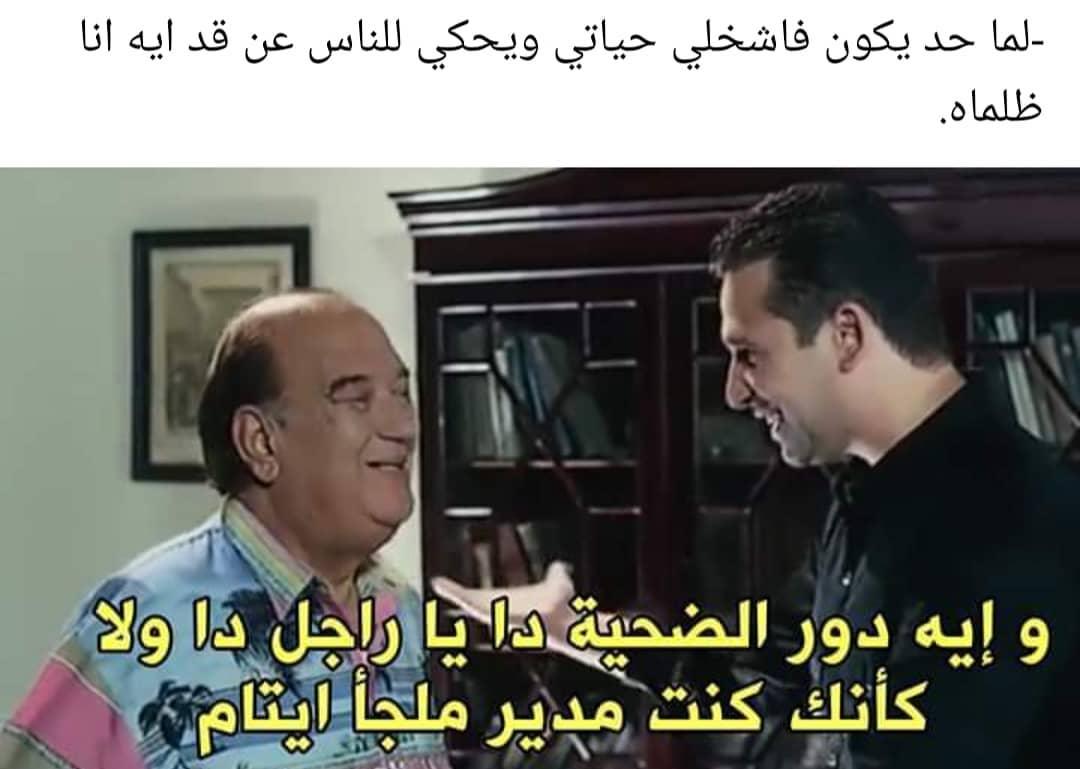 -لما حد يكون فاشخلي حياتي ويحكي للناس عن قد ايه انا
ظلماه.
و إيه دور الضحية دا يا راجل دا ولا
كأنك كنت مدير ملجأ ايتام